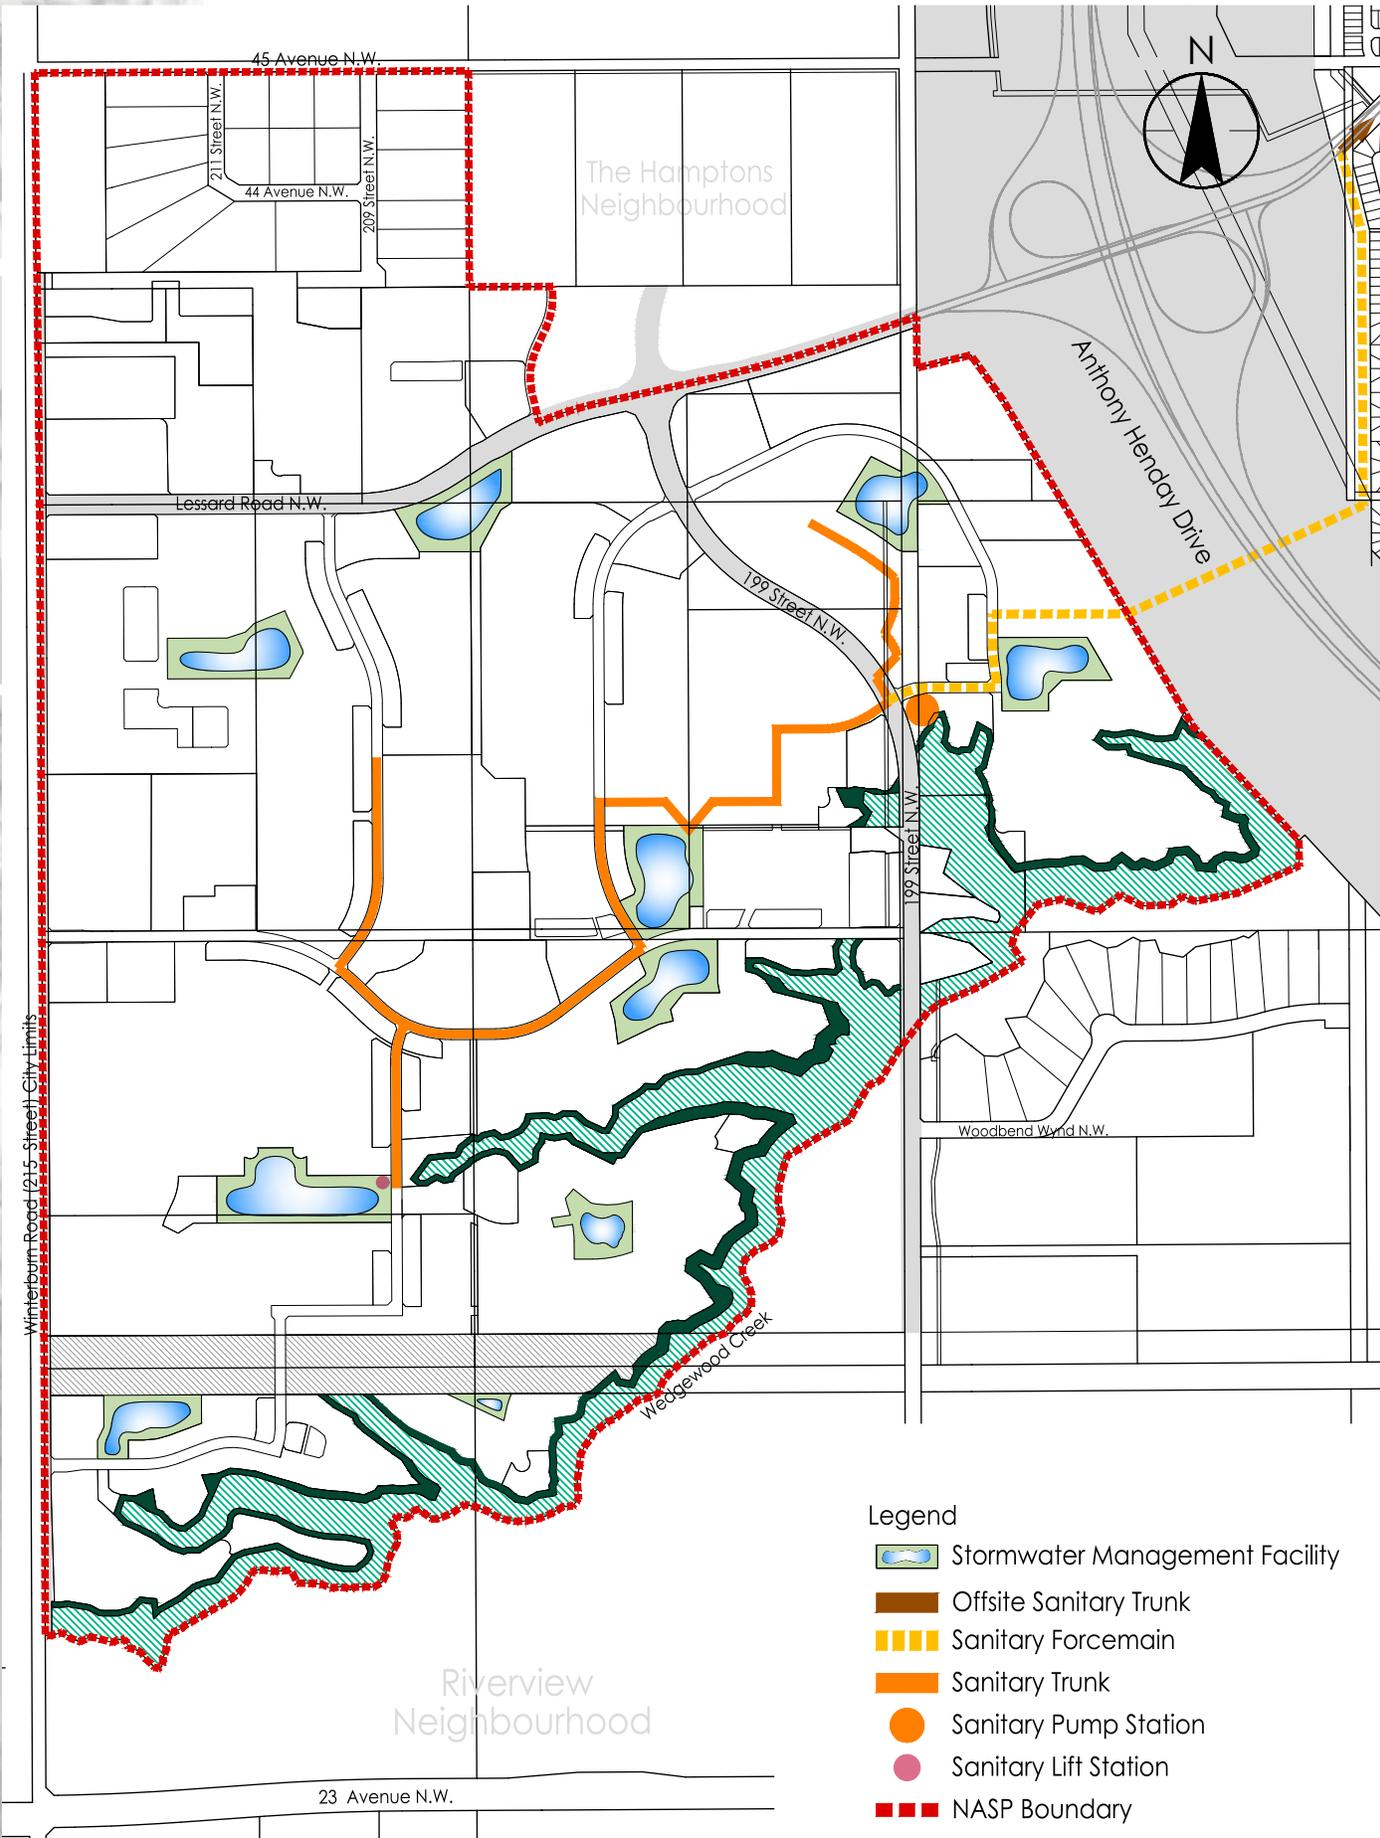 45 Avenue N.W.
N
211 Street N.W.
44 Avenue N.W.
209 Street N.W.
The Hamptons
Neighbourhood
Anthony Henday Drive
Lessard Road N.W.
199 Street N.W.
199 Street N.W.
Winterburn Road (215 Street) City Limits
Woodbend Wynd N.W.
Wedgewood Creek
Riverview
Neighbourhood
23 Avenue N.W.
Legend
Stormwater Management Facility
Offsite Sanitary Trunk
Sanitary Forcemain
Sanitary Trunk
Sanitary Pump Station
Sanitary Lift Station
NASP Boundary